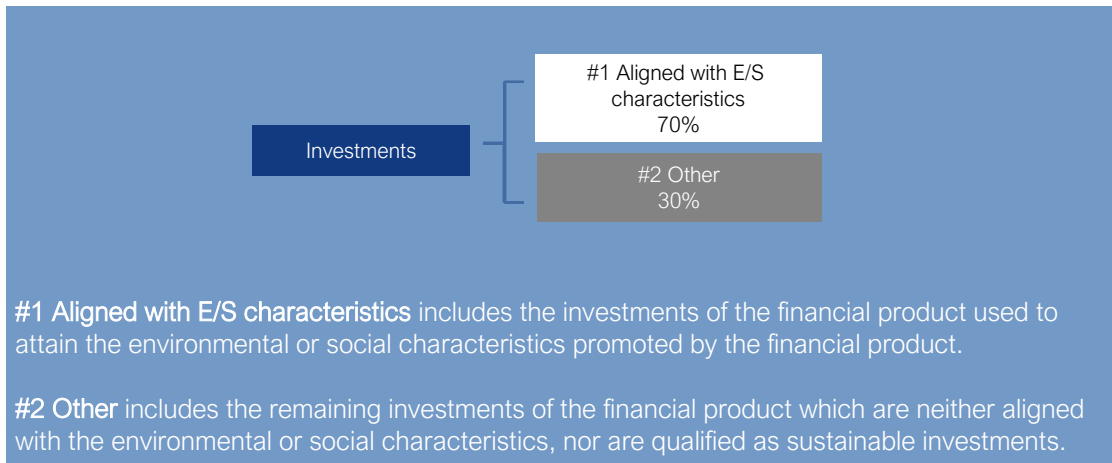 #1 Aligned with E/S
characteristics
70%
Investments
#2 Other
30%
#1 Aligned with E/S characteristics includes the investments of the financial product used to
attain the environmental or social characteristics promoted by the financial product.
#2 Other includes the remaining investments of the financial product which are neither aligned
with the environmental or social characteristics, nor are qualified as sustainable investments.